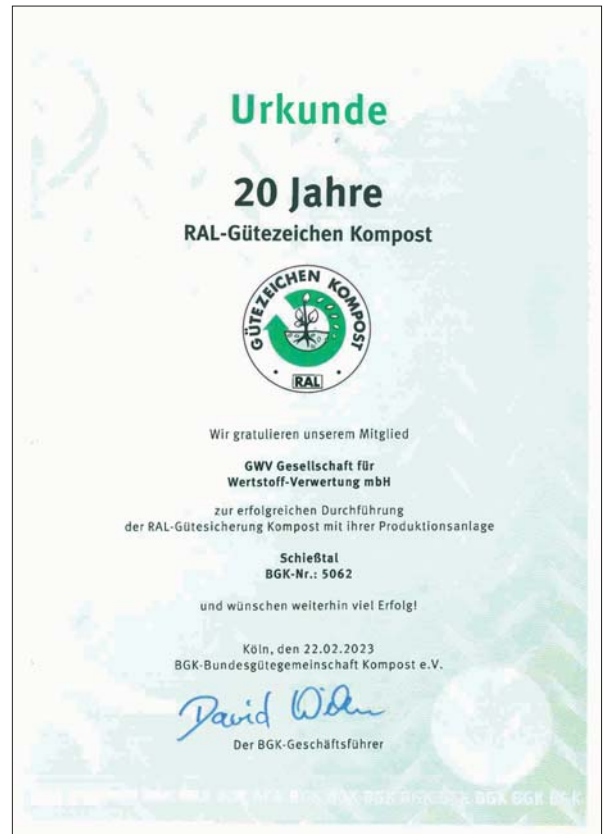 Urkunde
20 Jahre
RAL-Gütezeichen Kompost
GÜTEZEICHEN KOMPOST
· RAL ·
Wir gratulieren unserem Mitglied
GWV Gesellschaft für
Wertstoff-Verwertung mbH
zur erfolgreichen Durchführung
der RAL-Gütesicherung Kompost mit ihrer Produktionsanlage
Schießtal
BGK-Nr.: 5062
und wünschen weiterhin viel Erfolg!
Köln, den 22.02.2023
BGK-Bundesgütegemeinschaft Kompost e.V.
David
Der BGK-Geschäftsführer